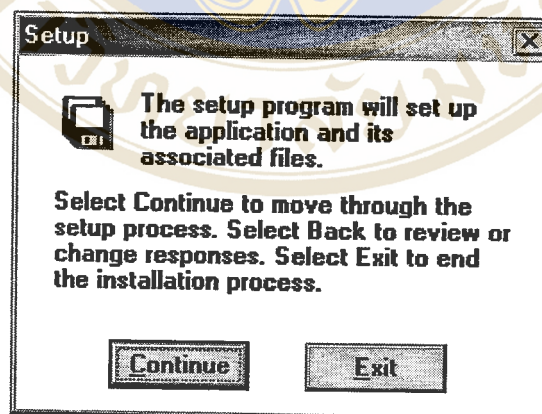 Setup
The setup program will set up
the application and its
associated files.
Select Continue to move through the
setup process. Select Back to review or
change responses. Select Exit to end
the installation process.
Continue
Exit